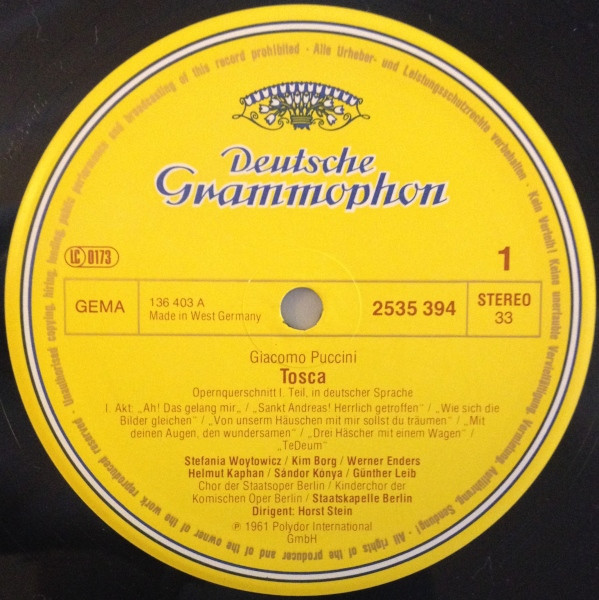 Alle Urheber- und Leistungsschutzrechte vorbehalten · Kein Verleih! Keine unerlaubte Vervielfältigung, Vermietung, Aufführung, Sendung! · All rights of the producer and of the owner of the work reproduced reserved · Unauthorised copying, hiring, lending, public performance and broadcasting of this record prohibited ·
Deutsche
Grammophon
LC 0173
1
GEMA
136 403 A
Made in West Germany
2535 394
STEREO
33
Giacomo Puccini
Tosca
Opernquerschnitt I. Teil, in deutscher Sprache
I. Akt: „Ah! Das gelang mir„ / „Sankt Andreas! Herrlich getroffen“ / „Wie sich die
Bilder gleichen“ / „Von unserm Häuschen mit mir sollst du träumen“ / „Mit
deinen Augen, den wundersamen“ / „Drei Häscher mit einem Wagen“ /
„TeDeum“
Stefania Woytowicz / Kim Borg / Werner Enders
Helmut Kaphan / Sándor Kónya / Günther Leib
Chor der Staatsoper Berlin / Kinderchor der
Komischen Oper Berlin / Staatskapelle Berlin
Dirigent: Horst Stein
℗ 1961 Polydor International
GmbH